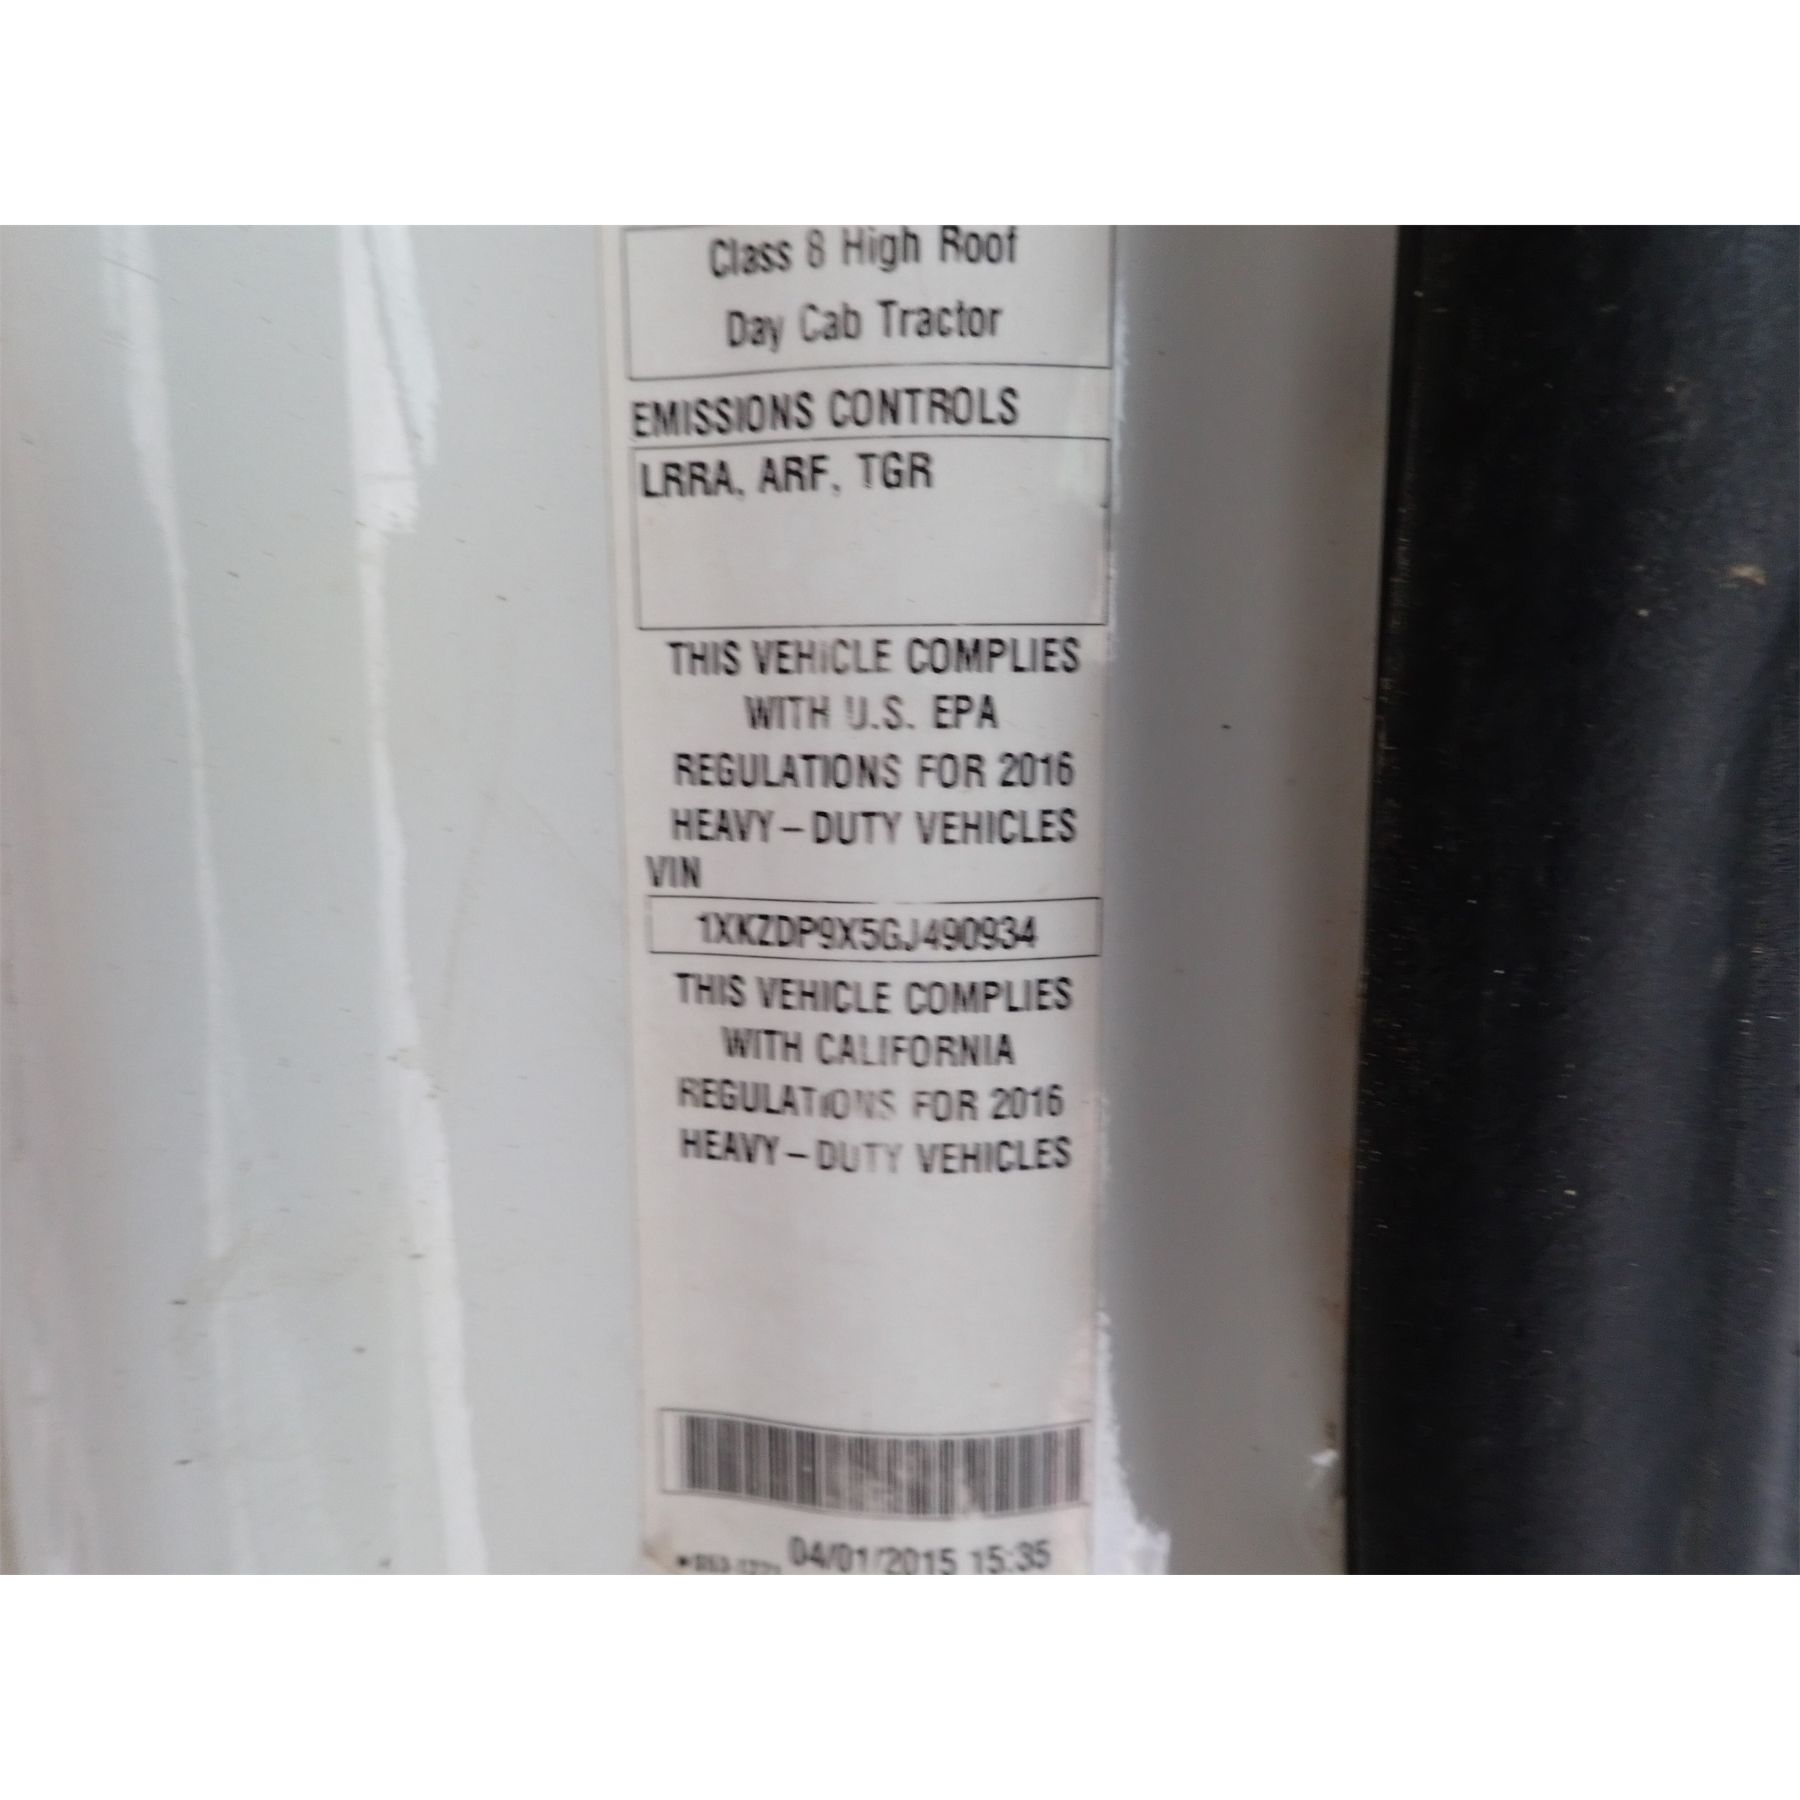 Class 8 High Roof
Day Cab Tractor
EMISSIONS CONTROLS
LRRA, ARF, TGR
THIS VEHICLE COMPLIES
WITH U.S. EPA
REGULATIONS FOR 2016
HEAVY-DUTY VEHICLES
VIN
1XKZDP9X5GJ490934
THIS VEHICLE COMPLIES
WITH CALIFORNIA
REGULATIONS FOR 2016
HEAVY-DUTY VEHICLES
04/01/2015 15:35